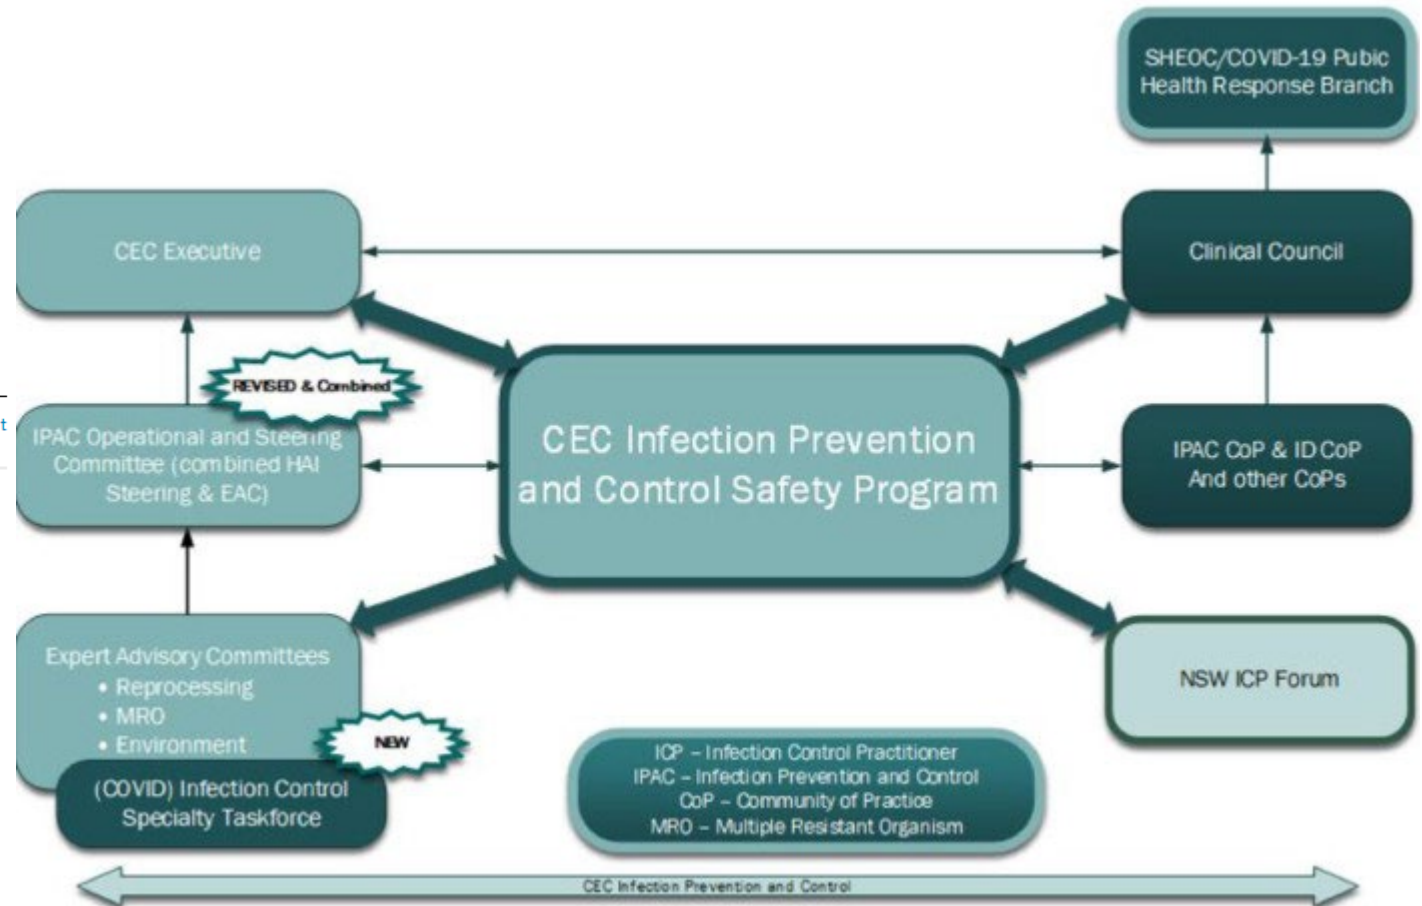 SHEOC/COVID-19 Pubic
Health Response Branch
CEC Executive
Clinical Council
REVISED & Combined
t
IPAC Operational and Steering
Committee (combined HAI
Steering & EAC)
CEC Infection Prevention
and Control Safety Program
IPAC CoP & ID CoP
And other CoPs
Expert Advisory Committees
• Reprocessing
• MRO
• Environment
NEW
(COVID) Infection Control
Specialty Taskforce
NSW ICP Forum
ICP – Infection Control Practitioner
IPAC – Infection Prevention and Control
CoP – Community of Practice
MRO – Multiple Resistant Organism
CEC Infection Prevention and Control